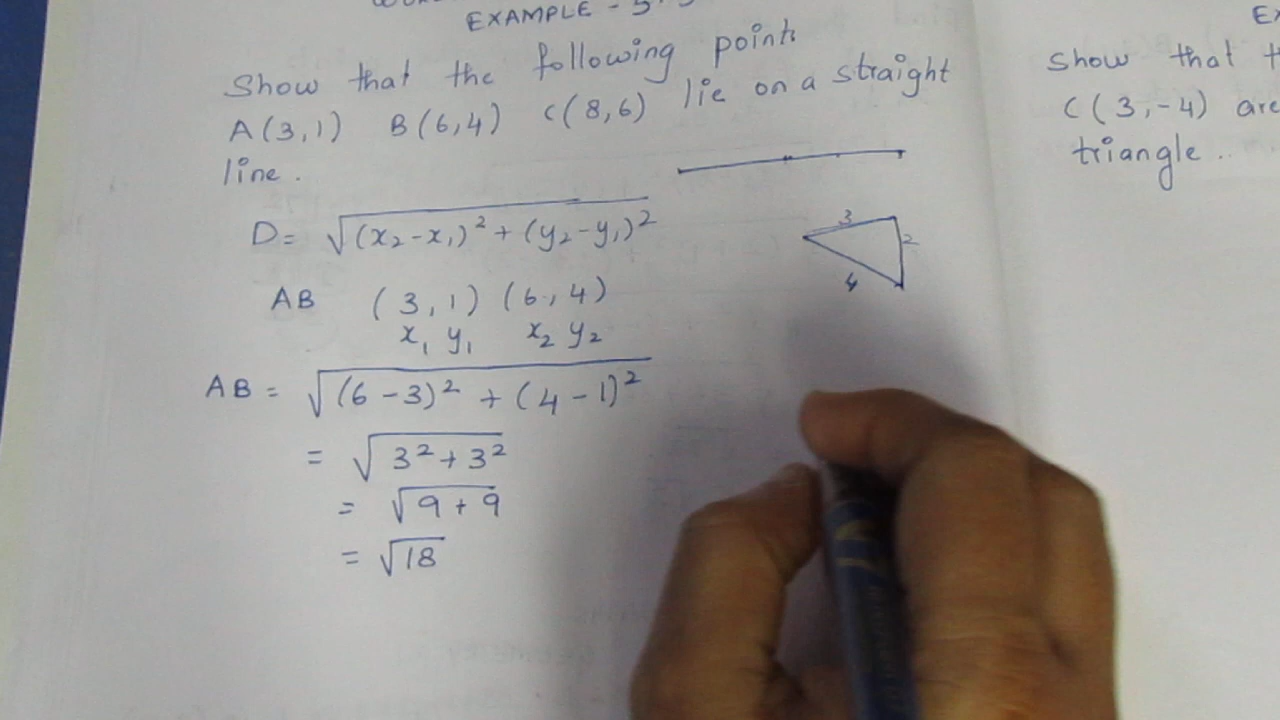 EXAMPLE - 5.
Show that the following points
A(3,1) B(6,4) C(8,6) lie on a straight
line.
D= √(x₂-x₁)²+(y₂-y₁)²
3
2
4
AB (3,1) (6,4)
x₁ y₁ x₂ y₂
AB = √(6-3)² + (4-1)²
= √3²+3²
= √9+9
= √18
Ex
Show that t
C(3,-4) are
triangle.